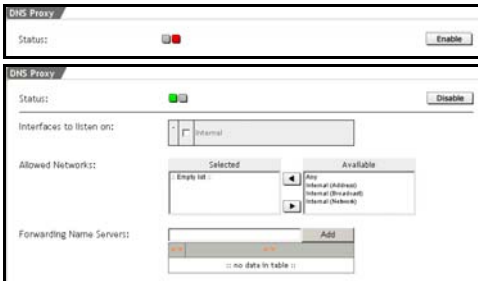 DNS Proxy
Status:
Enable
DNS Proxy
Status:
Disable
Interfaces to listen on:
Internal
Allowed Networks:
Selected
Available
:: Empty list ::
Any
Internal (Address)
Internal (Broadcast)
Internal (Network)
Forwarding Name Servers:
Add
:: no data in table ::